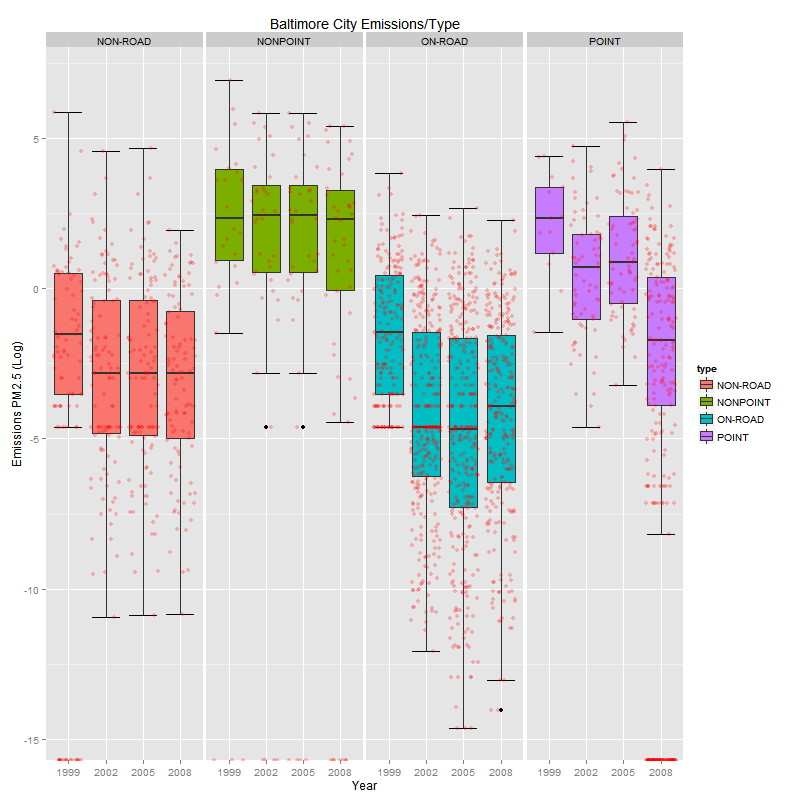 Baltimore City Emissions/Type
NON-ROAD NONPOINT ON-ROAD POINT
5
0
-5
-10
-15
Emissions PM2.5 (Log)
1999 2002 2005 2008 1999 2002 2005 2008 1999 2002 2005 2008 1999 2002 2005 2008
Year
type
NON-ROAD
NONPOINT
ON-ROAD
POINT